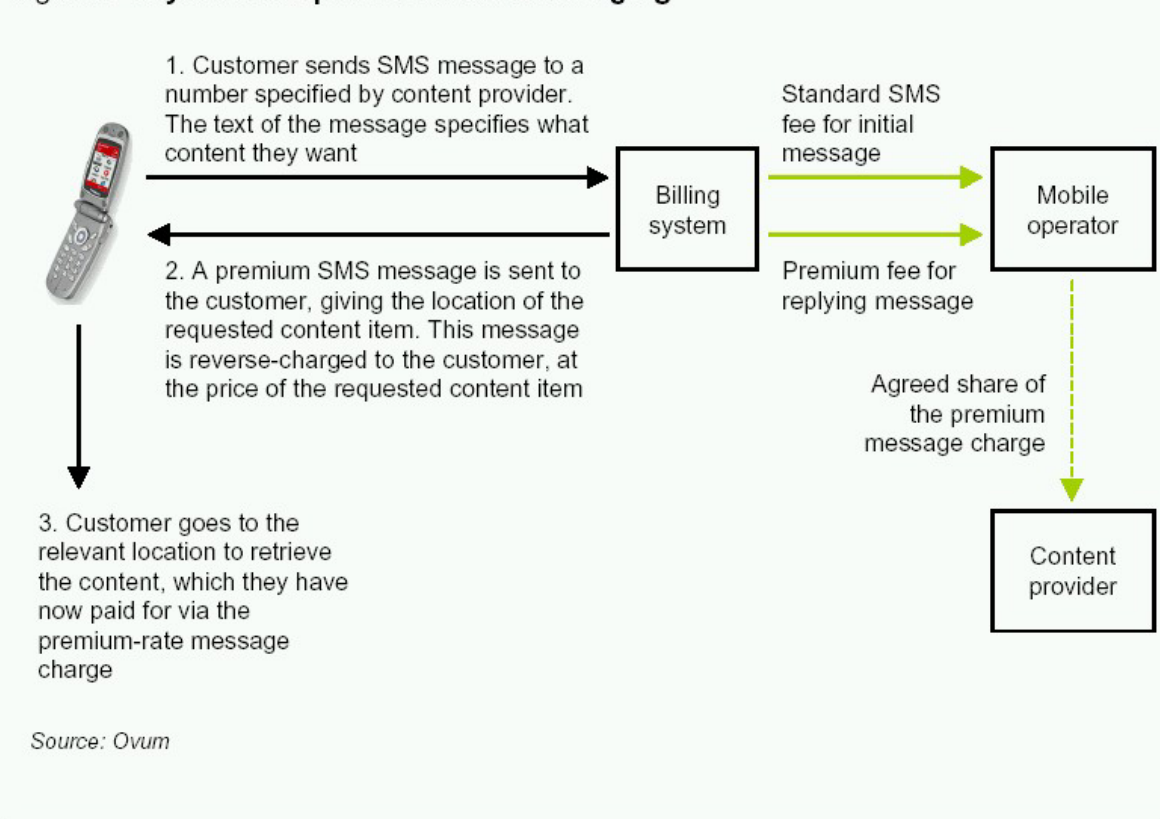 1. Customer sends SMS message to a
number specified by content provider.
The text of the message specifies what
content they want
Standard SMS
fee for initial
message
Billing
system
Mobile
operator
2. A premium SMS message is sent to
the customer, giving the location of the
requested content item. This message
is reverse-charged to the customer, at
the price of the requested content item
Premium fee for
replying message
Agreed share of
the premium
message charge
3. Customer goes to the
relevant location to retrieve
the content, which they have
now paid for via the
premium-rate message
charge
Content
provider
Source: Ovum